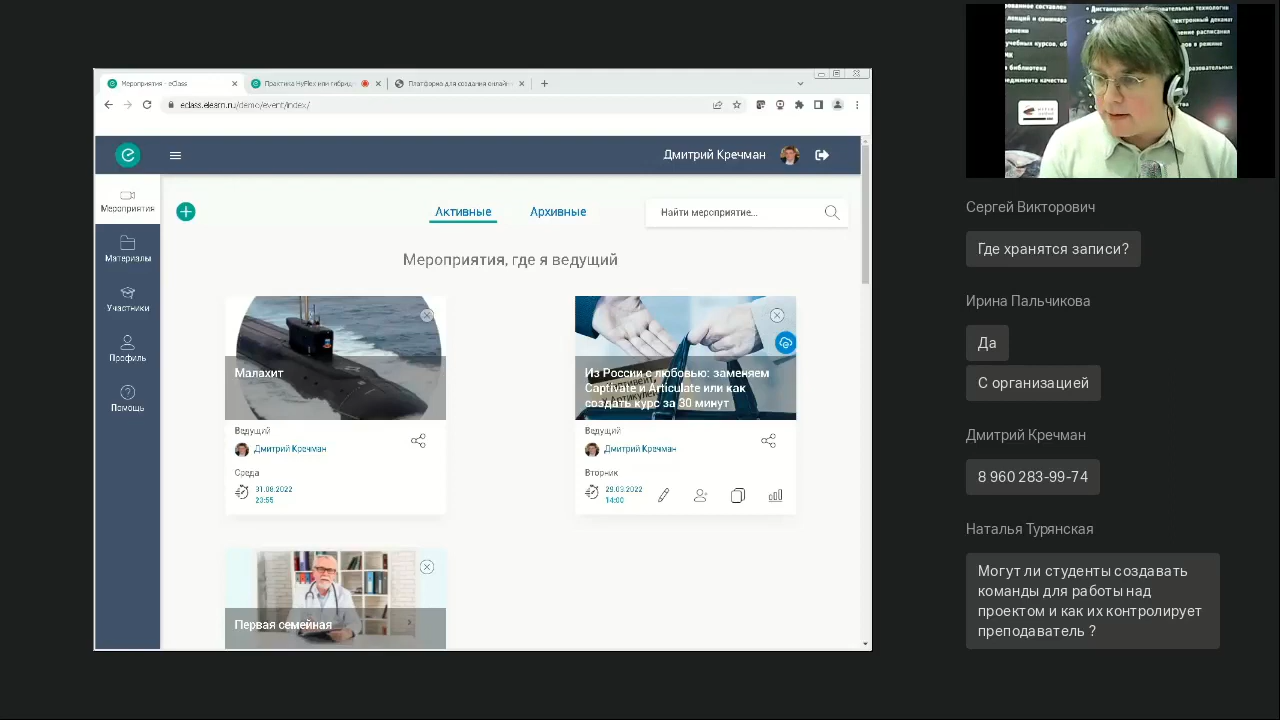 Мероприятия - eClass
Практика HyFlex или гибрид
Платформа для создания онлайн
eclass.elearn.ru/demo/event/index/
Дмитрий Кречман
Мероприятия
Материалы
Участники
Профиль
Помощь
Активные
Архивные
Найти мероприятие...
Мероприятия, где я ведущий
Малахит
Ведущий
Дмитрий Кречман
Среда
31.08.2022
23:55
Из России с любовью: заменяем
Captivate и Articulate или как
создать курс за 30 минут
Ведущий
Дмитрий Кречман
Вторник
29.03.2022
14:00
Первая семейная
Сергей Викторович
Где хранятся записи?
Ирина Пальчикова
Да
С организацией
Дмитрий Кречман
8 960 283-99-74
Наталья Турянская
Могут ли студенты создавать
команды для работы над
проектом и как их контролирует
преподаватель ?